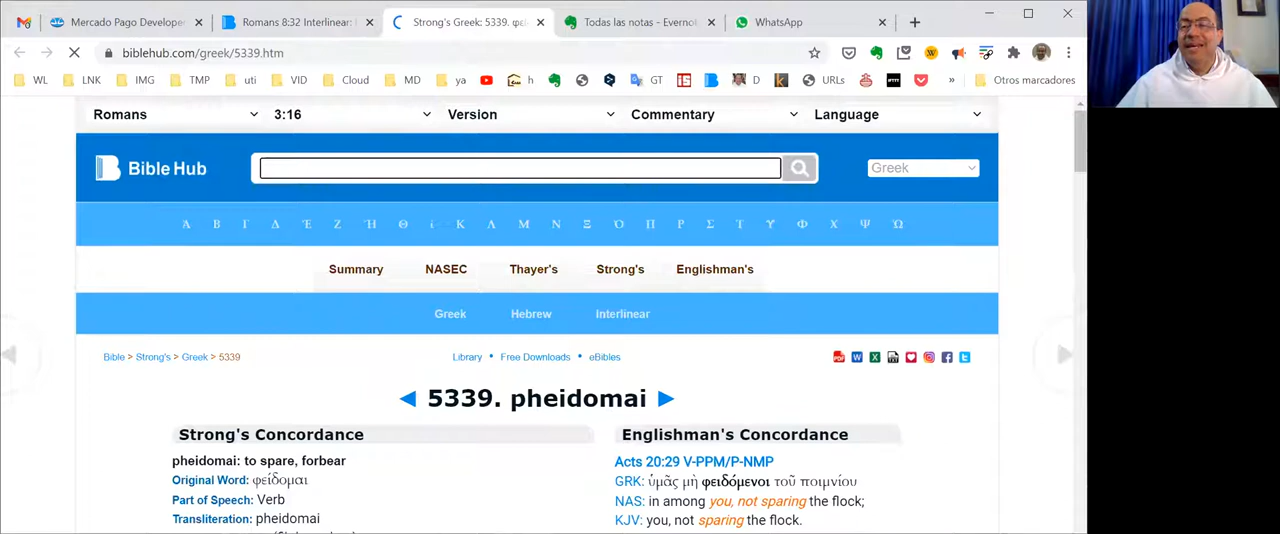 Mercado Pago Developer
Romans 8:32 Interlinear:
Strong's Greek: 5339. φεί
Todas las notas - Evernot
WhatsApp
biblehub.com/greek/5339.htm
WL LNK IMG TMP uti VID Cloud MD ya h GT D URLs » Otros marcadores
Romans 3:16 Version Commentary Language
Bible Hub Greek
Summary NASEC Thayer's Strong's Englishman's
Greek Hebrew Interlinear
Bible > Strong's > Greek > 5339 Library • Free Downloads • eBibles
◄ 5339. pheidomai ►
Strong's Concordance
pheidomai: to spare, forbear
Original Word: φείδομαι
Part of Speech: Verb
Transliteration: pheidomai
Englishman's Concordance
Acts 20:29 V-PPM/P-NMP
GRK: ὑμᾶς μὴ φειδόμενοι τοῦ ποιμνίου
NAS: in among you, not sparing the flock;
KJV: you, not sparing the flock.